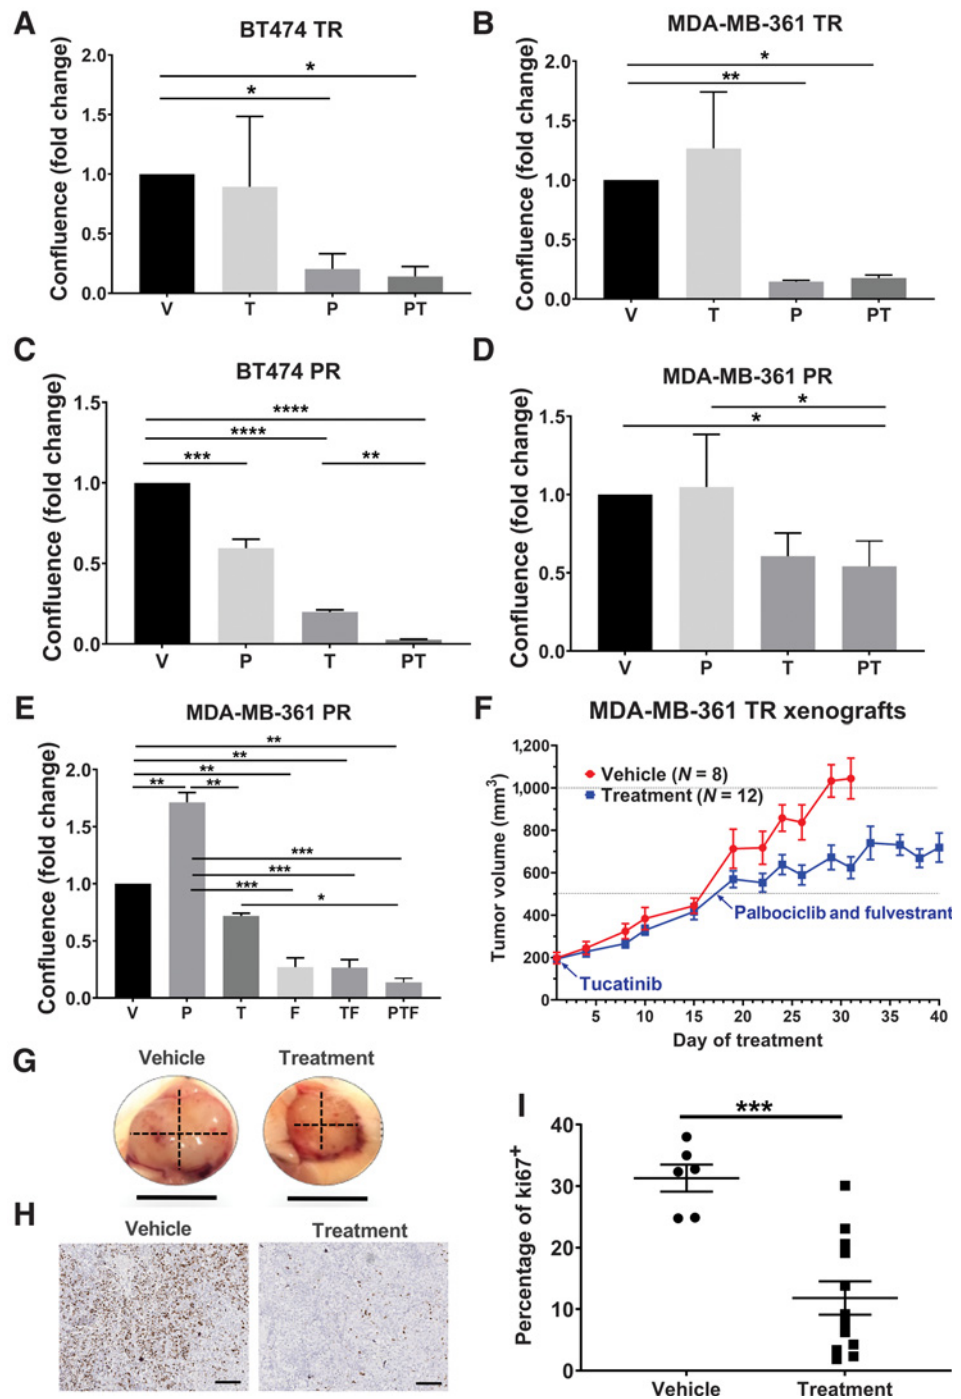 A
BT474 TR
Confluence (fold change)
2.0
1.5
1.0
0.5
0.0
*
*
V T P PT
B
MDA-MB-361 TR
Confluence (fold change)
2.0
1.5
1.0
0.5
0.0
*
**
V T P PT
C
BT474 PR
Confluence (fold change)
1.5
1.0
0.5
0.0
****
****
*** **
V P T PT
D
MDA-MB-361 PR
Confluence (fold change)
1.5
1.0
0.5
0.0
*
*
V P T PT
E
MDA-MB-361 PR
Confluence (fold change)
2.0
1.5
1.0
0.5
0.0
**
**
**
** **
***
***
***
*
V P T F TF PTF
F
MDA-MB-361 TR xenografts
Tumor volume (mm3)
1,200
1,000
800
600
400
200
0
Vehicle (N = 8)
Treatment (N = 12)
Palbociclib and fulvestrant
Tucatinib
5 10 15 20 25 30 35 40
Day of treatment
G
Vehicle Treatment
H
Vehicle Treatment
I
Percentage of ki67+
40
30
20
10
0
***
Vehicle Treatment